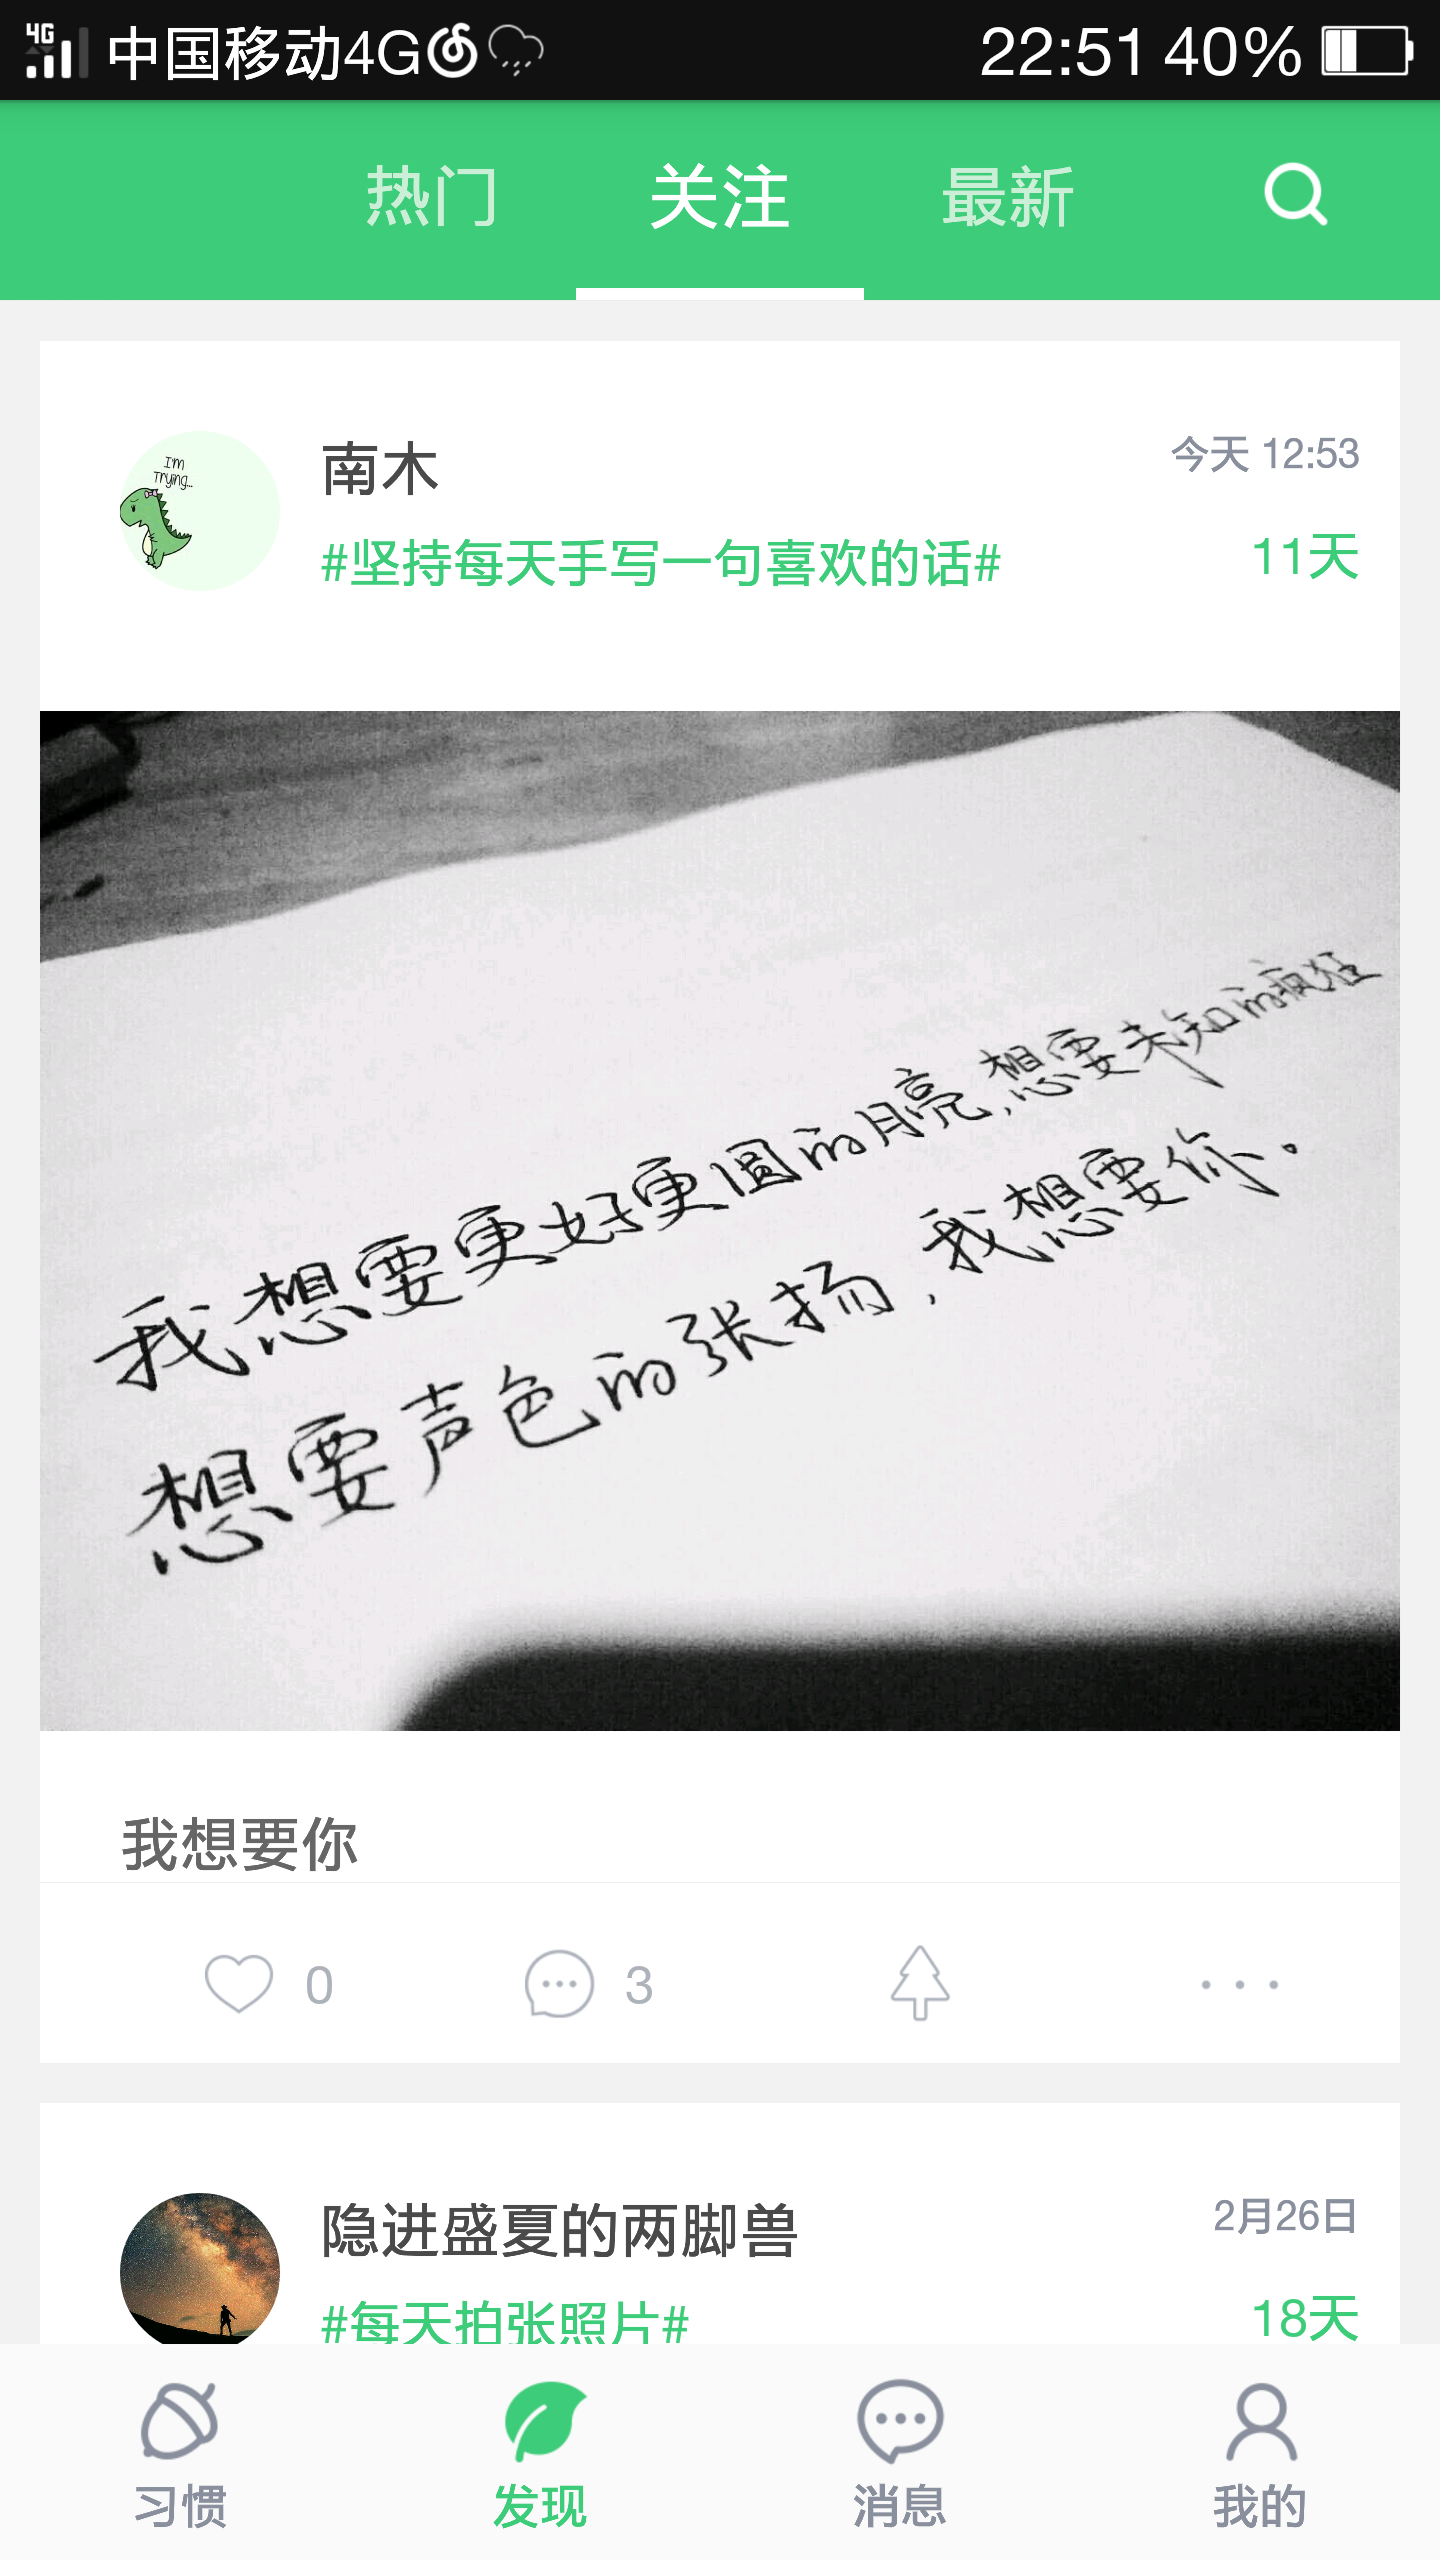 4G 中国移动4G 22:51 40%
热门 关注 最新
I'm
Trying...
南木 今天 12:53
#坚持每天手写一句喜欢的话# 11天
我想要更好更圆的月亮,想要未知的疯狂
想要声色的张扬,我想要你。
我想要你
0 3
隐进盛夏的两脚兽 2月26日
#每天拍张照片# 18天
习惯 发现 消息 我的